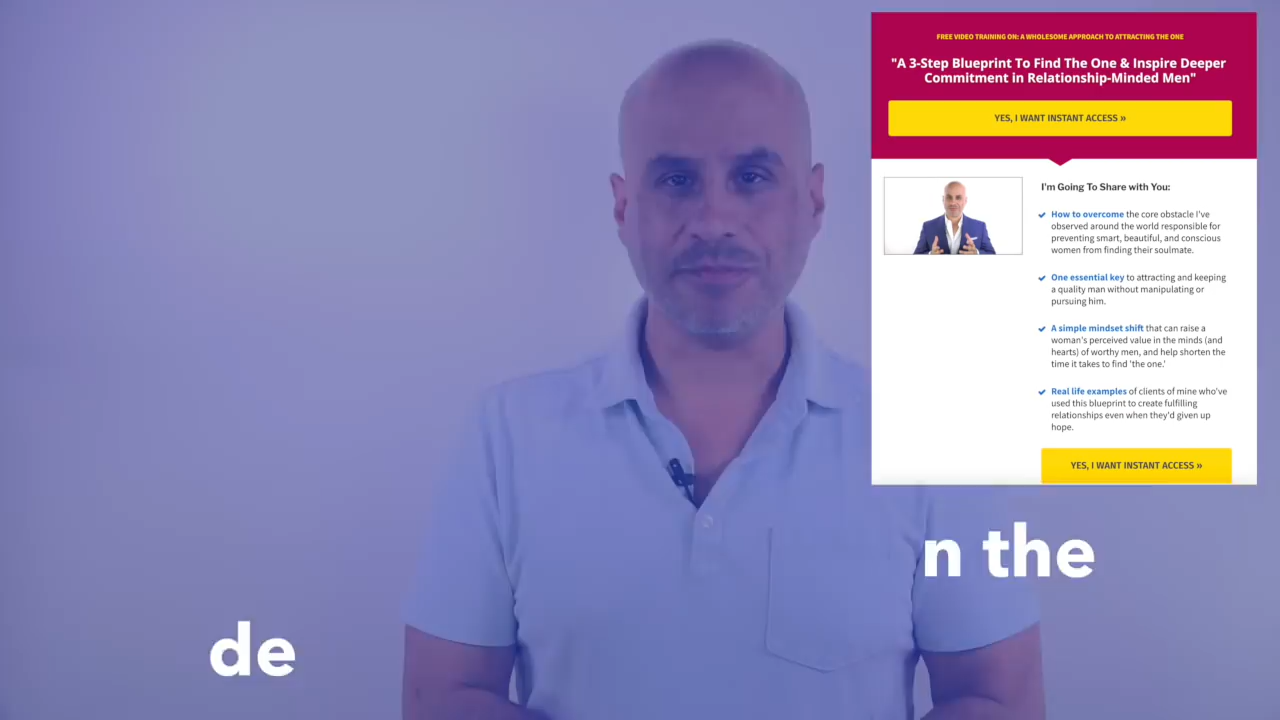 FREE VIDEO TRAINING ON: A WHOLESOME APPROACH TO ATTRACTING THE ONE
"A 3-Step Blueprint To Find The One & Inspire Deeper
Commitment in Relationship-Minded Men"
YES, I WANT INSTANT ACCESS »
I'm Going To Share with You:
How to overcome the core obstacle I've
observed around the world responsible for
preventing smart, beautiful, and conscious
women from finding their soulmate.
One essential key to attracting and keeping
a quality man without manipulating or
pursuing him.
A simple mindset shift that can raise a
woman's perceived value in the minds (and
hearts) of worthy men, and help shorten the
time it takes to find 'the one.'
Real life examples of clients of mine who've
used this blueprint to create fulfilling
relationships even when they'd given up
hope.
YES, I WANT INSTANT ACCESS »
n the
de